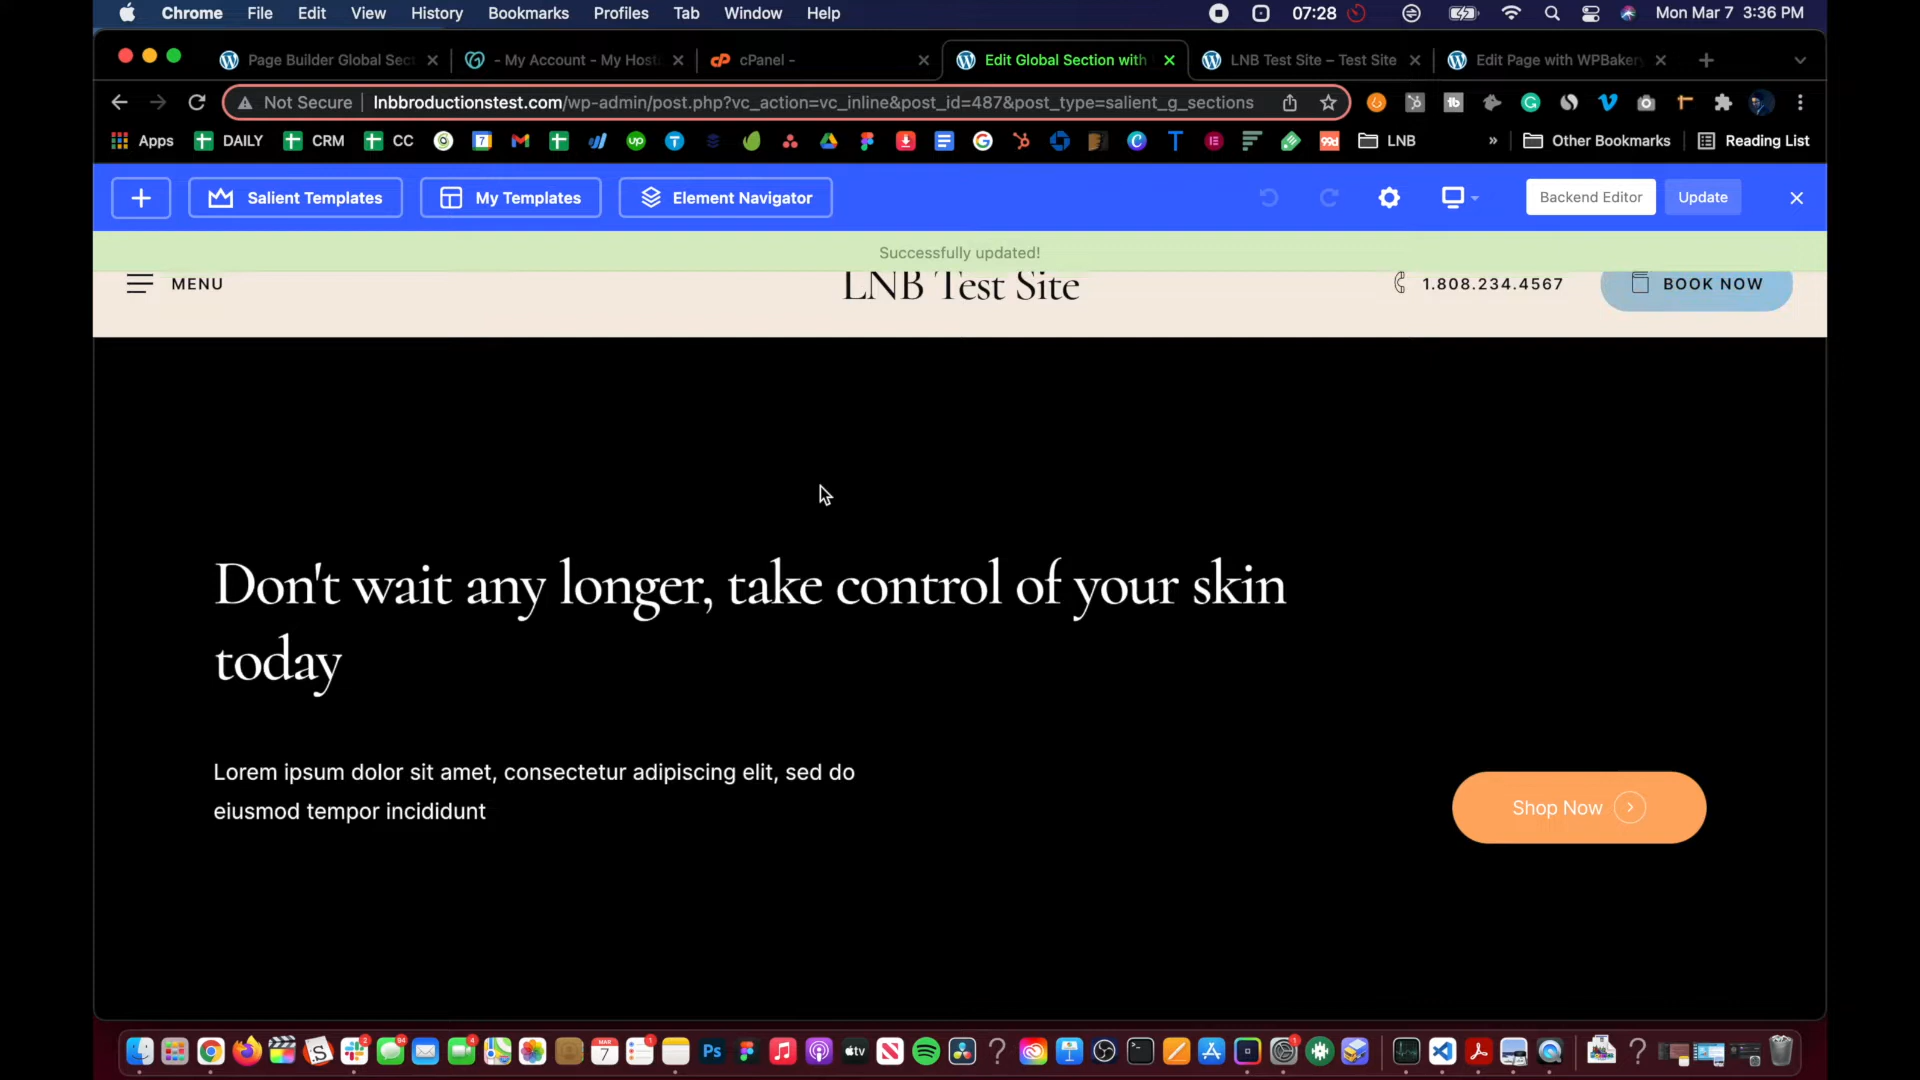 Chrome File Edit View History Bookmarks Profiles Tab Window Help 07:28 Mon Mar 7 3:36 PM
Page Builder Global Sect - My Account - My Host cPanel - Edit Global Section with LNB Test Site – Test Site Edit Page with WPBakery
Not Secure lnbbroductionstest.com/wp-admin/post.php?vc_action=vc_inline&post_id=487&post_type=salient_g_sections
Apps DAILY CRM CC LNB » Other Bookmarks Reading List
Salient Templates My Templates Element Navigator Backend Editor Update
Successfully updated!
MENU LNB Test Site 1.808.234.4567 BOOK NOW
Don't wait any longer, take control of your skin
today
Lorem ipsum dolor sit amet, consectetur adipiscing elit, sed do
eiusmod tempor incididunt
Shop Now